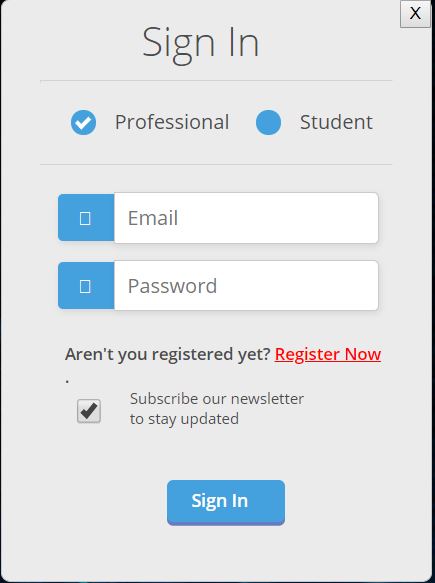 X
Sign In
Professional Student
Email
Password
Aren't you registered yet? Register Now
.
Subscribe our newsletter
to stay updated
Sign In